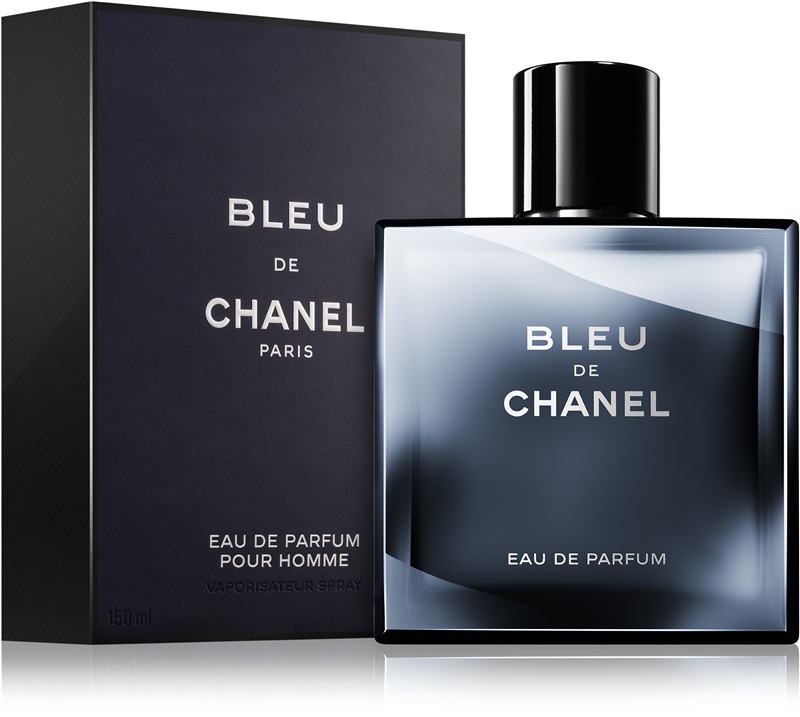 BLEU
DE
CHANEL
PARIS
EAU DE PARFUM
POUR HOMME
VAPORISATEUR SPRAY
150 ml
BLEU
DE
CHANEL
EAU DE PARFUM